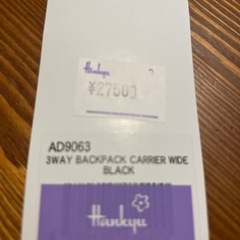 Hankyu
¥27500
AD9063
3WAY BACKPACK CARRIER WIDE
BLACK
Hankyu